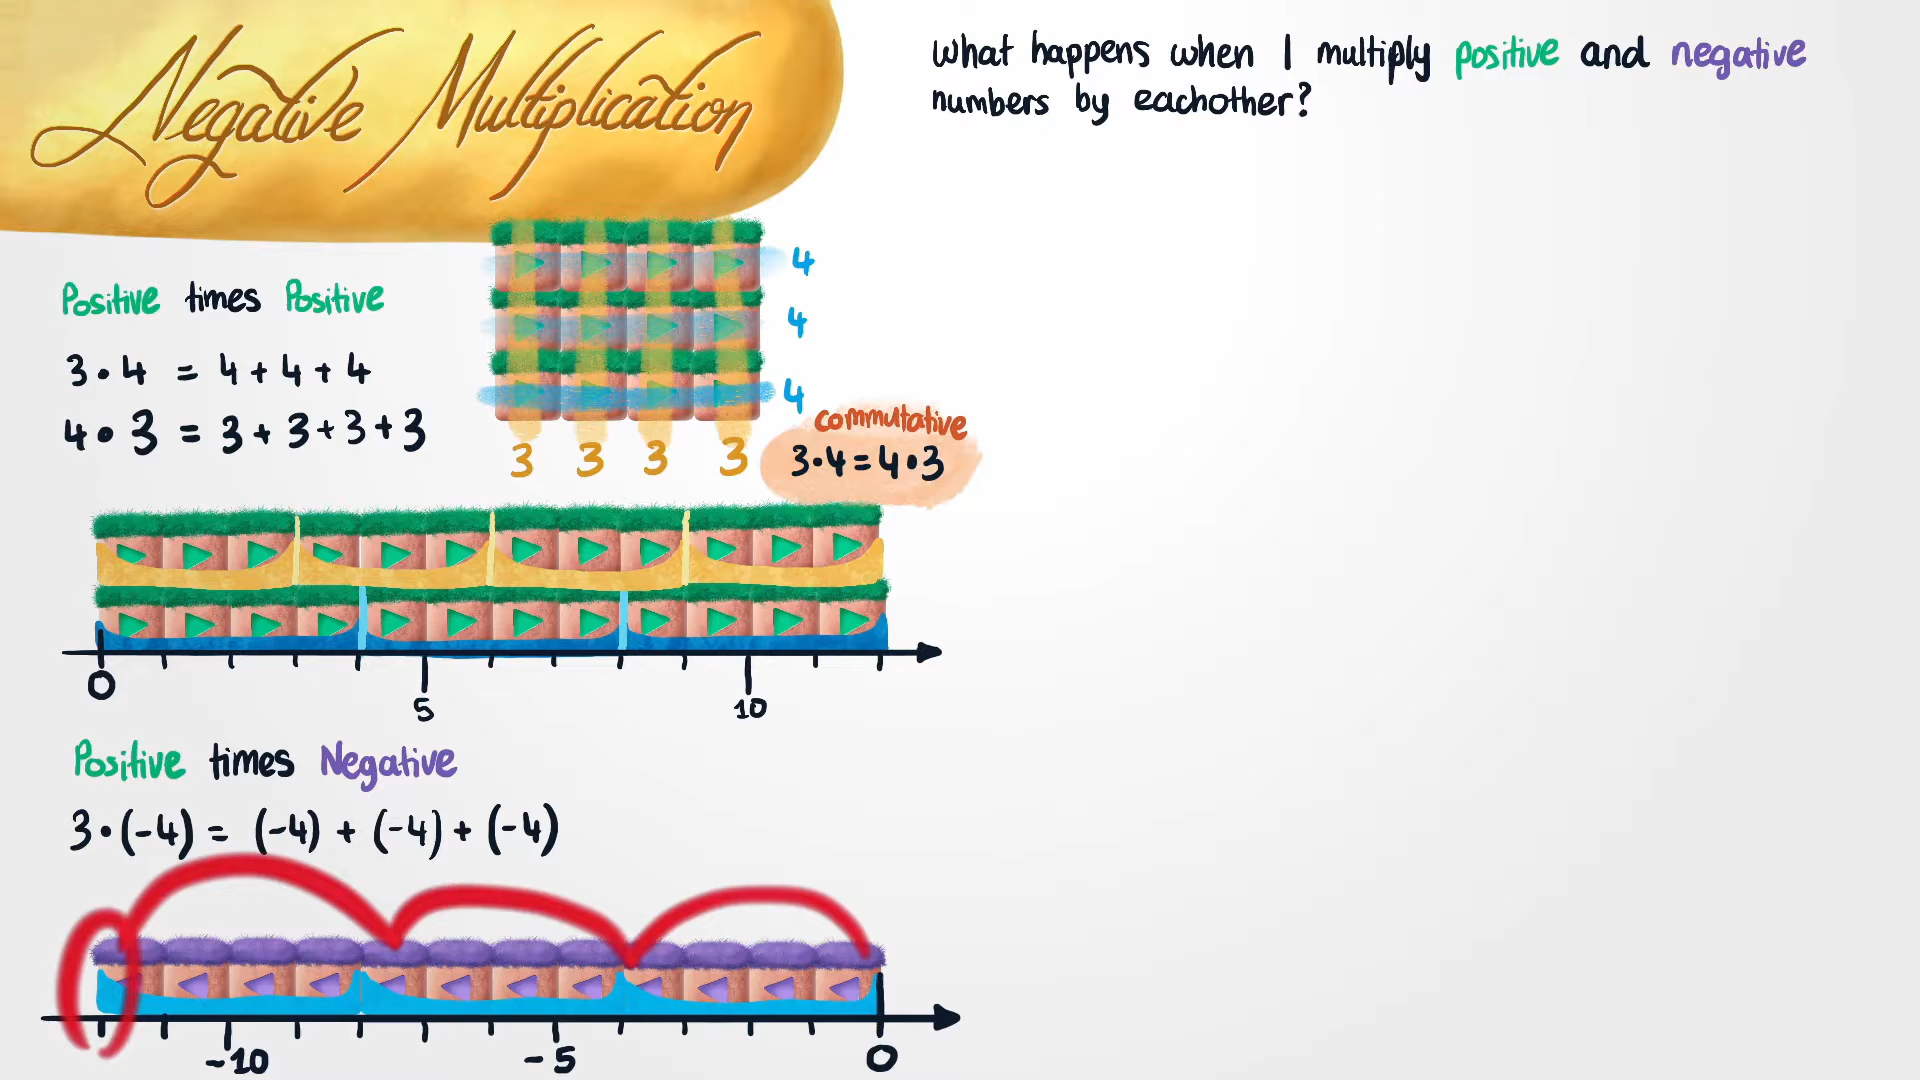 Negative Multiplication
What happens when I multiply positive and negative
numbers by eachother?
4
4
4
3 3 3 3
Positive times Positive
3·4 = 4+4+4
4·3 = 3+3+3+3
commutative
3·4=4·3
0 5 10
Positive times Negative
3·(-4) = (-4) + (-4) + (-4)
-10 -5 0